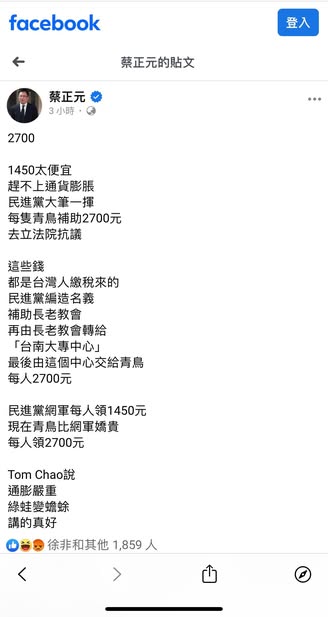 facebook
登入
蔡正元的貼文
蔡正元
3 小時
2700
1450太便宜
趕不上通貨膨脹
民進黨大筆一揮
每隻青鳥補助2700元
去立法院抗議
這些錢
都是台灣人繳稅來的
民進黨編造名義
補助長老教會
再由長老教會轉給
「台南大專中心」
最後由這個中心交給青鳥
每人2700元
民進黨網軍每人領1450元
現在青鳥比網軍嬌貴
每人領2700元
Tom Chao說
通膨嚴重
綠蛙變蟾蜍
講的真好
徐非和其他 1,859 人